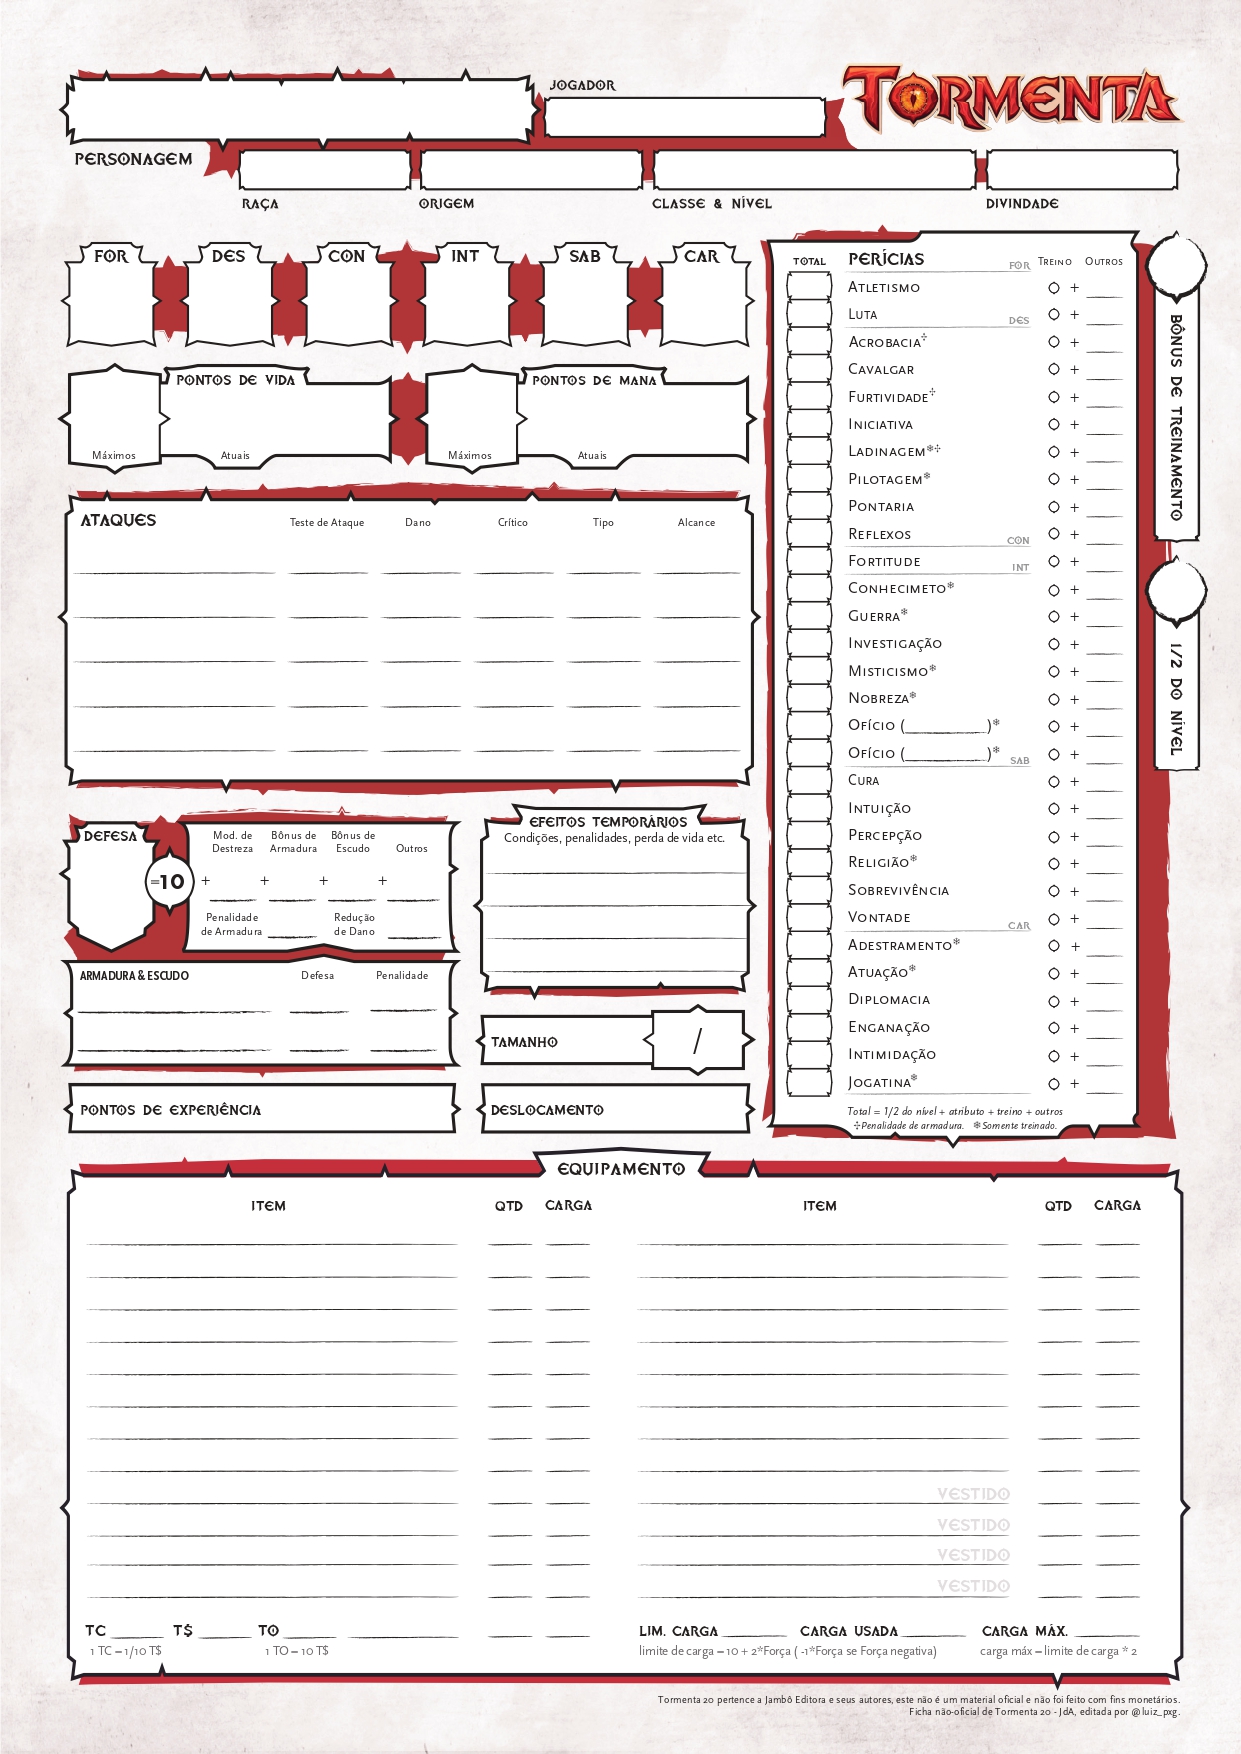 JOGADOR
TORMENTA
PERSONAGEM
RAÇA ORIGEM CLASSE & NÍVEL DIVINDADE
FOR DES CON INT SAB CAR
PONTOS DE VIDA
Máximos Atuais
PONTOS DE MANA
Máximos Atuais
ATAQUES Teste de Ataque Dano Crítico Tipo Alcance
DEFESA
=10
Mod. de Destreza
Bônus de Armadura
Bônus de Escudo
Outros
+ + + +
Penalidade de Armadura
Redução de Dano
ARMADURA & ESCUDO Defesa Penalidade
PONTOS DE EXPERIÊNCIA
EFEITOS TEMPORÁRIOS
Condições, penalidades, perda de vida etc.
TAMANHO /
DESLOCAMENTO
TOTAL PERÍCIAS FOR TREINO OUTROS
ATLETISMO +
LUTA DES +
ACROBACIA✢ +
CAVALGAR +
FURTIVIDADE✢ +
INICIATIVA +
LADINAGEM❄✢ +
PILOTAGEM❄ +
PONTARIA +
REFLEXOS CON +
FORTITUDE INT +
CONHECIMETO❄ +
GUERRA❄ +
INVESTIGAÇÃO +
MISTICISMO❄ +
NOBREZA❄ +
OFÍCIO (__________)❄ +
OFÍCIO (__________)❄ SAB +
CURA +
INTUIÇÃO +
PERCEPÇÃO +
RELIGIÃO❄ +
SOBREVIVÊNCIA +
VONTADE CAR +
ADESTRAMENTO❄ +
ATUAÇÃO❄ +
DIPLOMACIA +
ENGANAÇÃO +
INTIMIDAÇÃO +
JOGATINA❄ +
Total = 1/2 do nível + atributo + treino + outros
✢Penalidade de armadura. ❄Somente treinado.
BÔNUS DE TREINAMENTO
1/2 DO NÍVEL
EQUIPAMENTO
ITEM QTD CARGA ITEM QTD CARGA
VESTIDO
VESTIDO
VESTIDO
VESTIDO
TC ______ T$ ______ TO ______ LIM. CARGA ______ CARGA USADA ______ CARGA MÁX. ______
1 TC = 1/10 T$ 1 TO = 10 T$ limite de carga = 10 + 2*Força ( -1*Força se Força negativa) carga máx = limite de carga * 2
Tormenta 20 pertence a Jambô Editora e seus autores, este não é um material oficial e não foi feito com fins monetários.
Ficha não-oficial de Tormenta 20 - JdA, editada por @luiz_pxg.